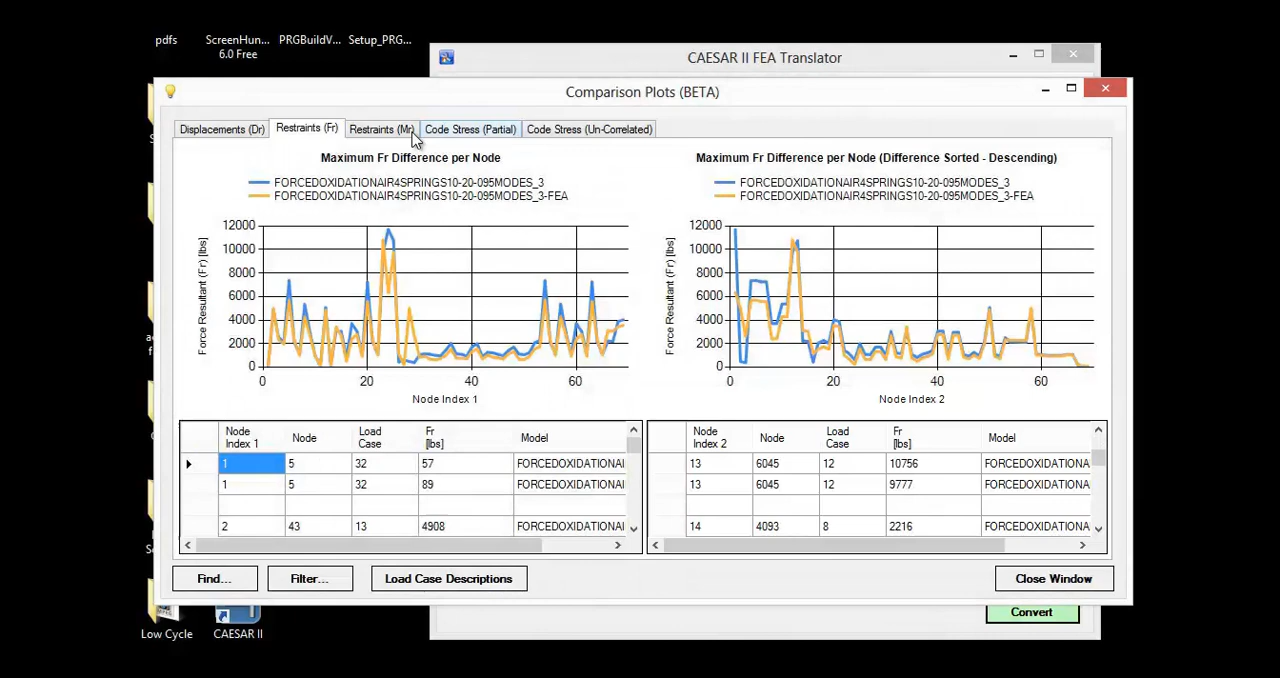 pdfs
ScreenHun...
6.0 Free
PRGBuildV...
Setup_PRG...
CAESAR II FEA Translator
Comparison Plots (BETA)
Displacements (Dr)
Restraints (Fr)
Restraints (Mr)
Code Stress (Partial)
Code Stress (Un-Correlated)
Maximum Fr Difference per Node
FORCEDOXIDATIONAIR4SPRINGS10-20-095MODES_3
FORCEDOXIDATIONAIR4SPRINGS10-20-095MODES_3-FEA
Force Resultant (Fr) [lbs]
12000
10000
8000
6000
4000
2000
0
0 20 40 60
Node Index 1
Maximum Fr Difference per Node (Difference Sorted - Descending)
FORCEDOXIDATIONAIR4SPRINGS10-20-095MODES_3
FORCEDOXIDATIONAIR4SPRINGS10-20-095MODES_3-FEA
Force Resultant (Fr) [lbs]
12000
10000
8000
6000
4000
2000
0
0 20 40 60
Node Index 2
Node Index 1 Node Load Case Fr [lbs] Model
1 5 32 57 FORCEDOXIDATIONAI
1 5 32 89 FORCEDOXIDATIONAI
2 43 13 4908 FORCEDOXIDATIONAI
Node Index 2 Node Load Case Fr [lbs] Model
13 6045 12 10756 FORCEDOXIDATIONAI
13 6045 12 9777 FORCEDOXIDATIONAI
14 4093 8 2216 FORCEDOXIDATIONAI
Find...
Filter...
Load Case Descriptions
Close Window
Convert
Low Cycle
CAESAR II